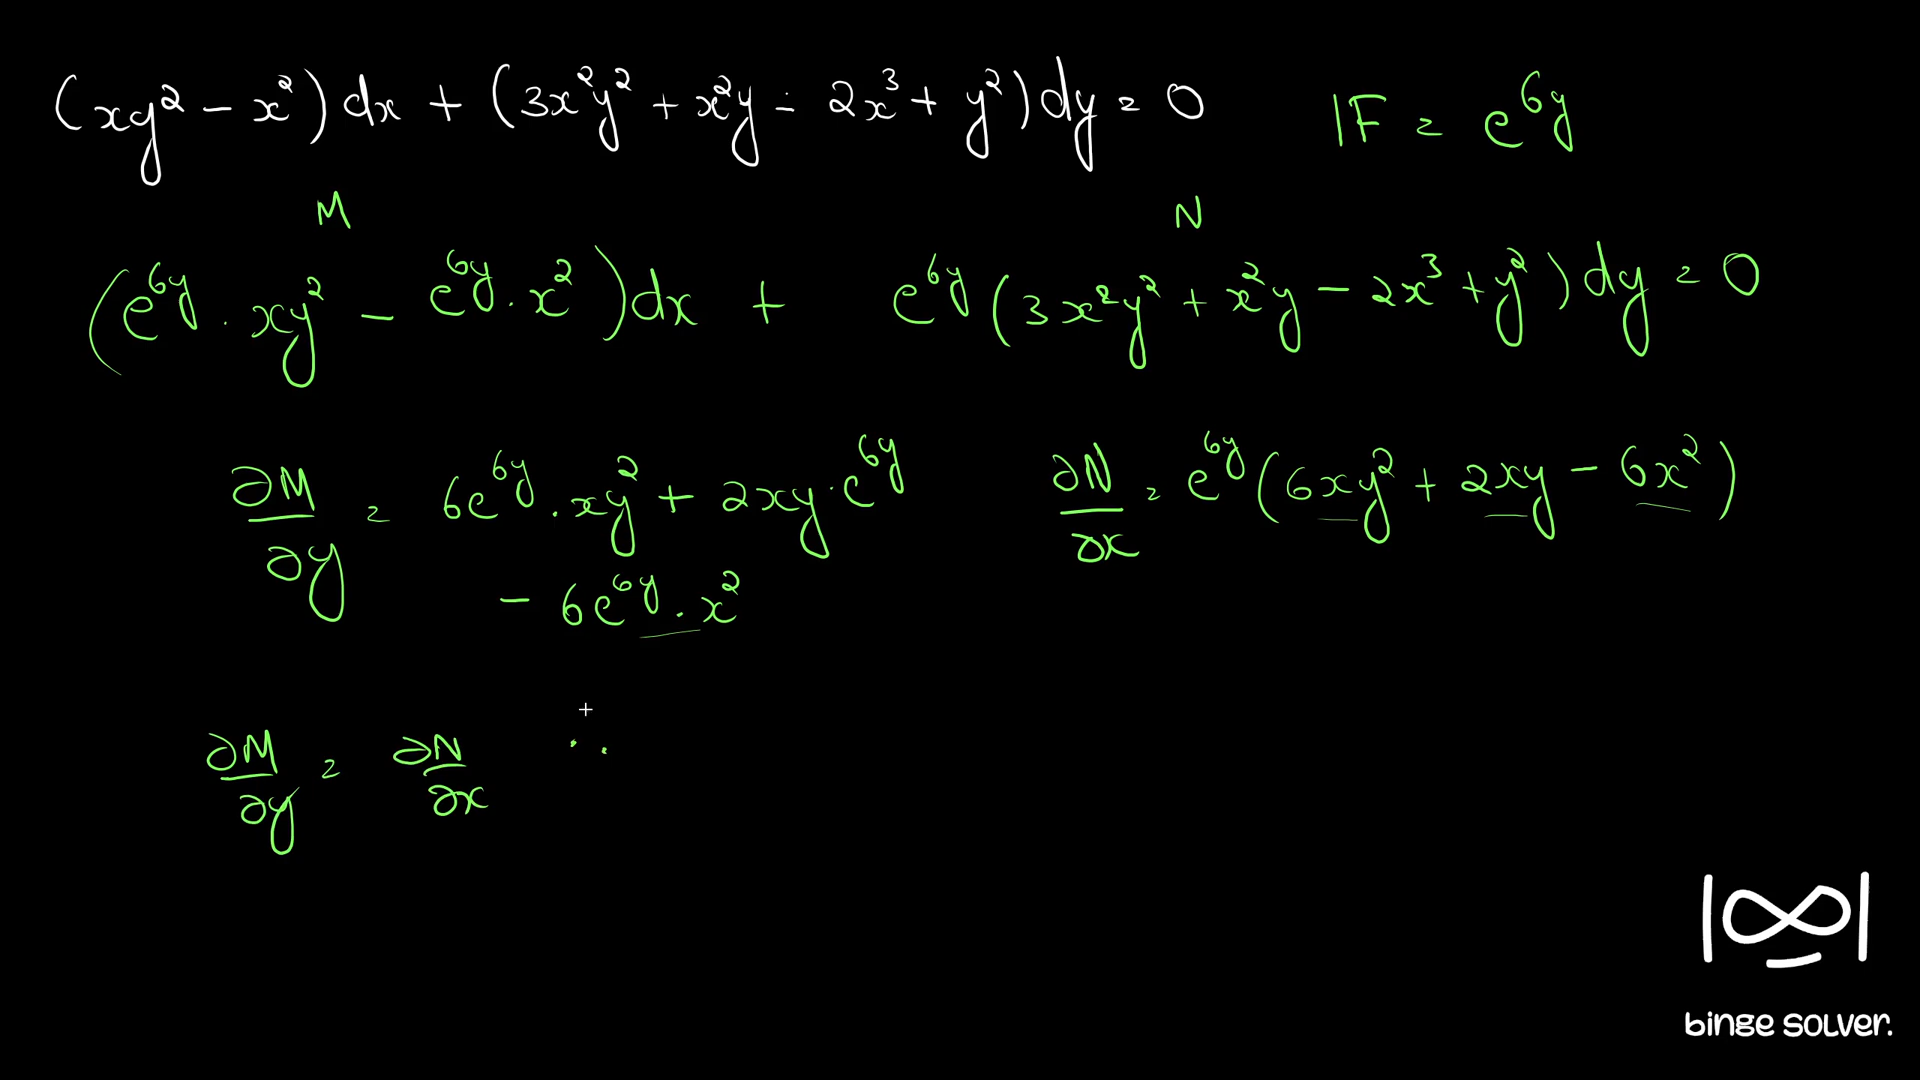 (xy² − x²) dx + (3x²y² + x²y − 2x³ + y²) dy = 0    IF = e^{6y}
M    N
(e^{6y} . xy² − e^{6y} . x²) dx + e^{6y} (3x²y² + x²y − 2x³ + y²) dy = 0
∂M/∂y = 6e^{6y} . xy² + 2xy . e^{6y}    ∂N/∂x = e^{6y} (6xy² + 2xy − 6x²)
− 6e^{6y} . x²
∂M/∂y = ∂N/∂x
binge solver.